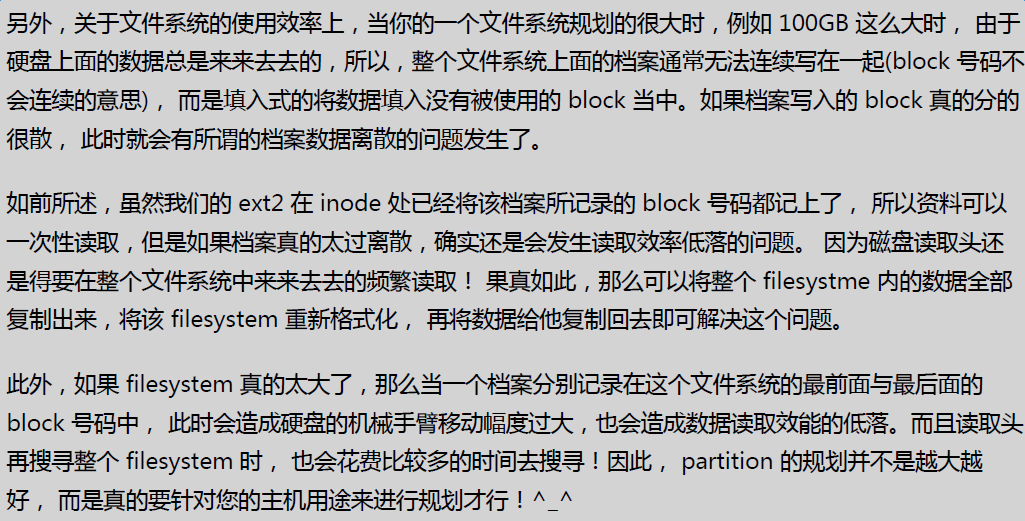 另外，关于文件系统的使用效率上，当你的一个文件系统规划的很大时，例如 100GB 这么大时， 由于
硬盘上面的数据总是来来去去的，所以，整个文件系统上面的档案通常无法连续写在一起(block 号码不
会连续的意思)， 而是填入式的将数据填入没有被使用的 block 当中。如果档案写入的 block 真的分的
很散， 此时就会有所谓的档案数据离散的问题发生了。
如前所述，虽然我们的 ext2 在 inode 处已经将该档案所记录的 block 号码都记上了， 所以资料可以
一次性读取，但是如果档案真的太过离散，确实还是会发生读取效率低落的问题。 因为磁盘读取头还
是得要在整个文件系统中来来去去的频繁读取！ 果真如此，那么可以将整个 filesystme 内的数据全部
复制出来，将该 filesystem 重新格式化， 再将数据给他复制回去即可解决这个问题。
此外，如果 filesystem 真的太大了，那么当一个档案分别记录在这个文件系统的最前面与最后面的
block 号码中， 此时会造成硬盘的机械手臂移动幅度过大，也会造成数据读取效能的低落。而且读取头
再搜寻整个 filesystem 时， 也会花费比较多的时间去搜寻！因此， partition 的规划并不是越大越
好， 而是真的要针对您的主机用途来进行规划才行！^_^